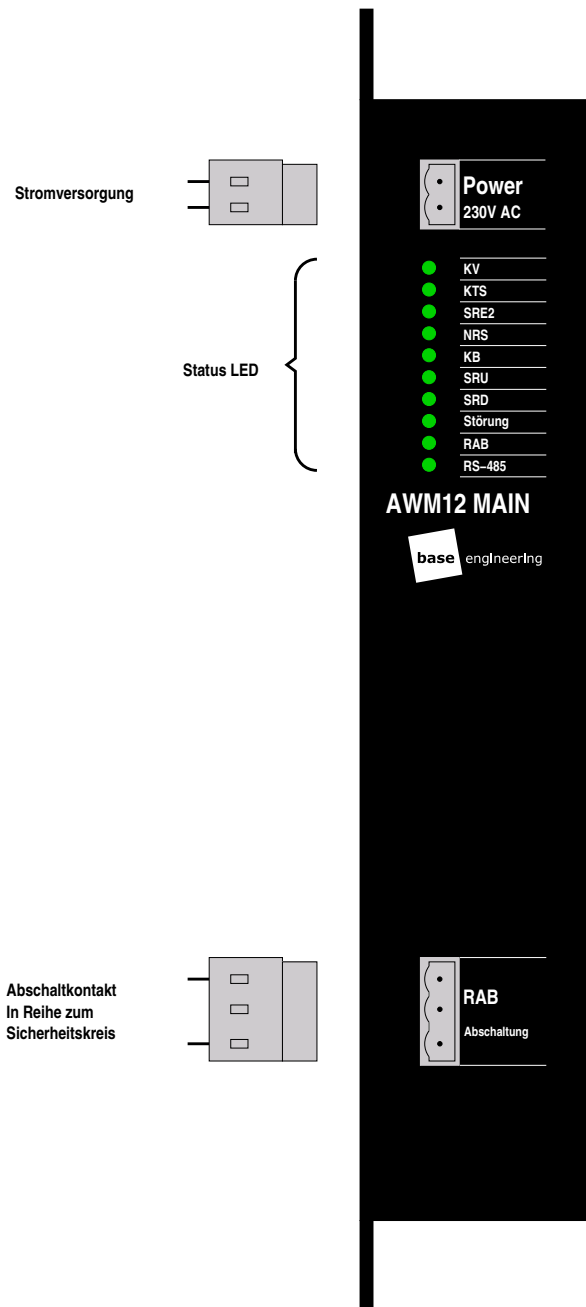 Stromversorgung
Power
230V AC
Status LED
KV
KTS
SRE2
NRS
KB
SRU
SRD
Störung
RAB
RS–485
AWM12 MAIN
base engineering
Abschaltkontakt
In Reihe zum
Sicherheitskreis
RAB
Abschaltung